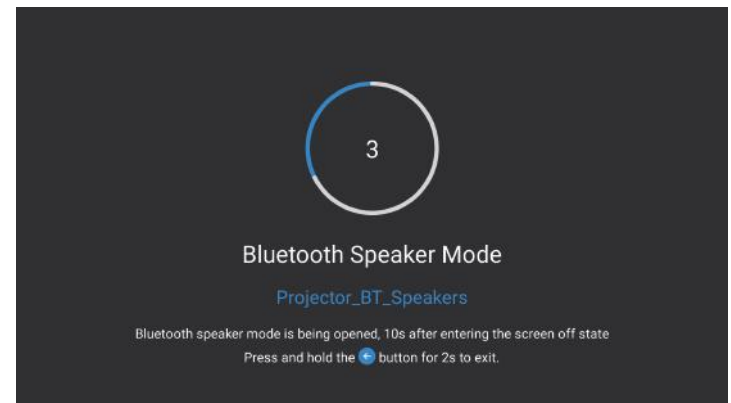 3
Bluetooth Speaker Mode
Projector_BT_Speakers
Bluetooth speaker mode is being opened, 10s after entering the screen off state
Press and hold the button for 2s to exit.